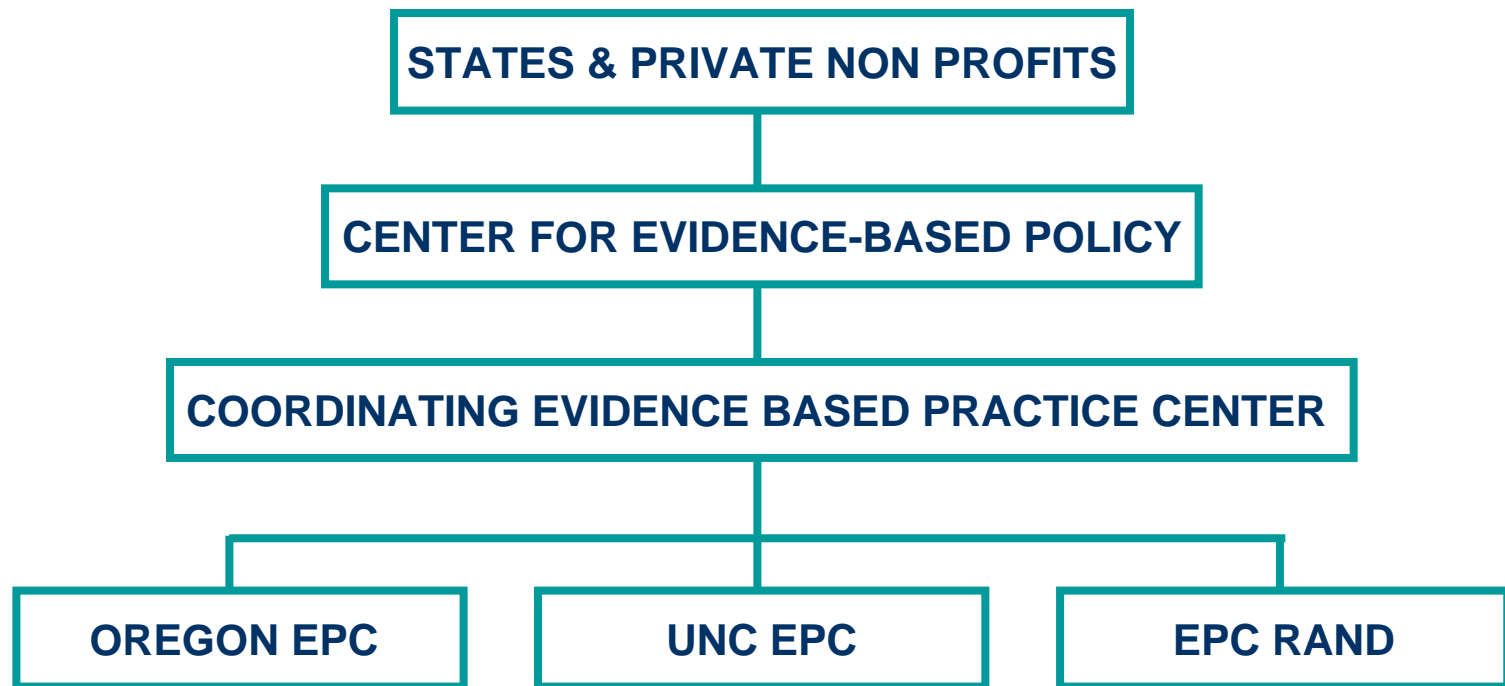 STATES & PRIVATE NON PROFITS
CENTER FOR EVIDENCE-BASED POLICY
COORDINATING EVIDENCE BASED PRACTICE CENTER
OREGON EPC
UNC EPC
EPC RAND